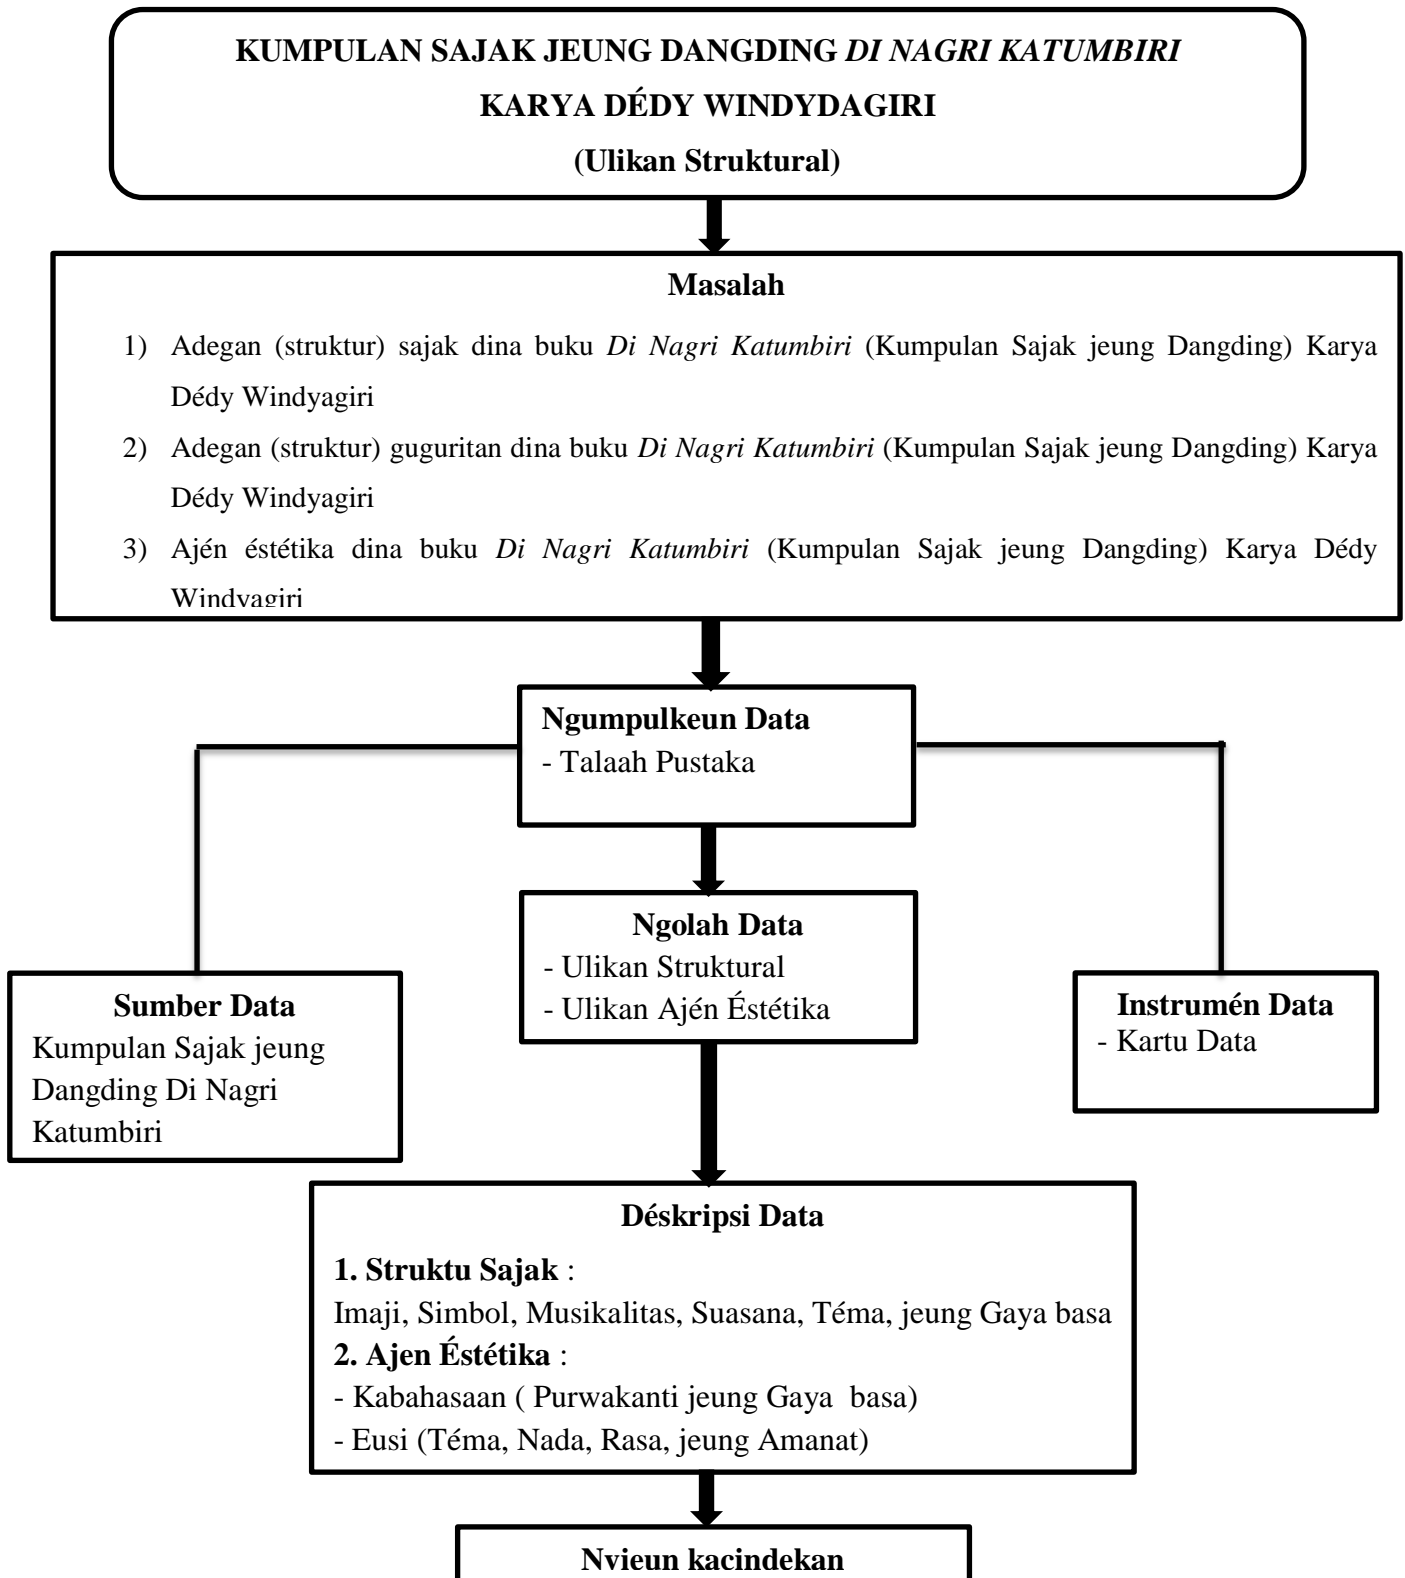 KUMPULAN SAJAK JEUNG DANGDING DI NAGRI KATUMBIRI
KARYA DÉDY WINDYDAGIRI
(Ulikan Struktural)
Masalah
1) Adegan (struktur) sajak dina buku Di Nagri Katumbiri (Kumpulan Sajak jeung Dangding) Karya
Dédy Windyagiri
2) Adegan (struktur) guguritan dina buku Di Nagri Katumbiri (Kumpulan Sajak jeung Dangding) Karya
Dédy Windyagiri
3) Ajén éstétika dina buku Di Nagri Katumbiri (Kumpulan Sajak jeung Dangding) Karya Dédy
Windyagiri
Ngumpulkeun Data
- Talaah Pustaka
Ngolah Data
- Ulikan Struktural
- Ulikan Ajén Éstétika
Sumber Data
Kumpulan Sajak jeung
Dangding Di Nagri
Katumbiri
Instrumén Data
- Kartu Data
Déskripsi Data
1. Struktu Sajak :
Imaji, Simbol, Musikalitas, Suasana, Téma, jeung Gaya basa
2. Ajen Éstétika :
- Kabahasaan ( Purwakanti jeung Gaya basa)
- Eusi (Téma, Nada, Rasa, jeung Amanat)
Nyieun kacindekan